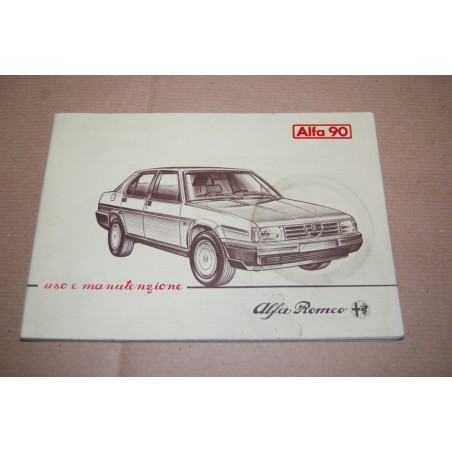 Alfa 90
uso e manutenzione
Alfa Romeo